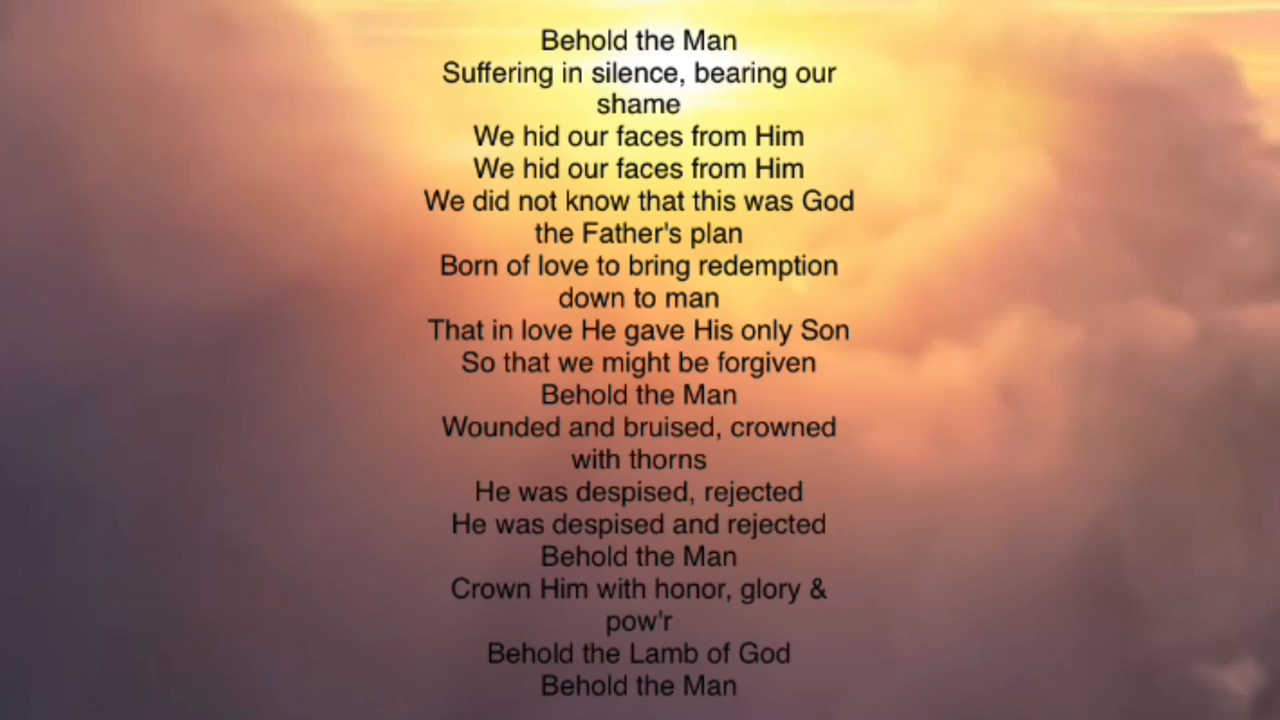 Behold the Man
Suffering in silence, bearing our
shame
We hid our faces from Him
We hid our faces from Him
We did not know that this was God
the Father's plan
Born of love to bring redemption
down to man
That in love He gave His only Son
So that we might be forgiven
Behold the Man
Wounded and bruised, crowned
with thorns
He was despised, rejected
He was despised and rejected
Behold the Man
Crown Him with honor, glory &
pow'r
Behold the Lamb of God
Behold the Man